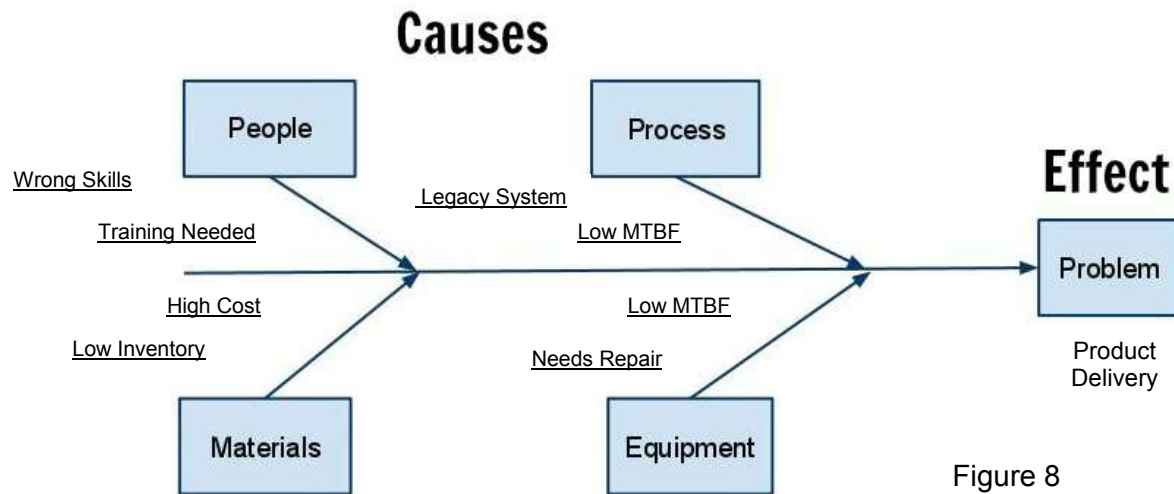 Causes
People
Process
Wrong Skills
Legacy System
Effect
Training Needed
Low MTBF
Problem
High Cost
Low MTBF
Low Inventory
Needs Repair
Product
Delivery
Materials
Equipment
Figure 8